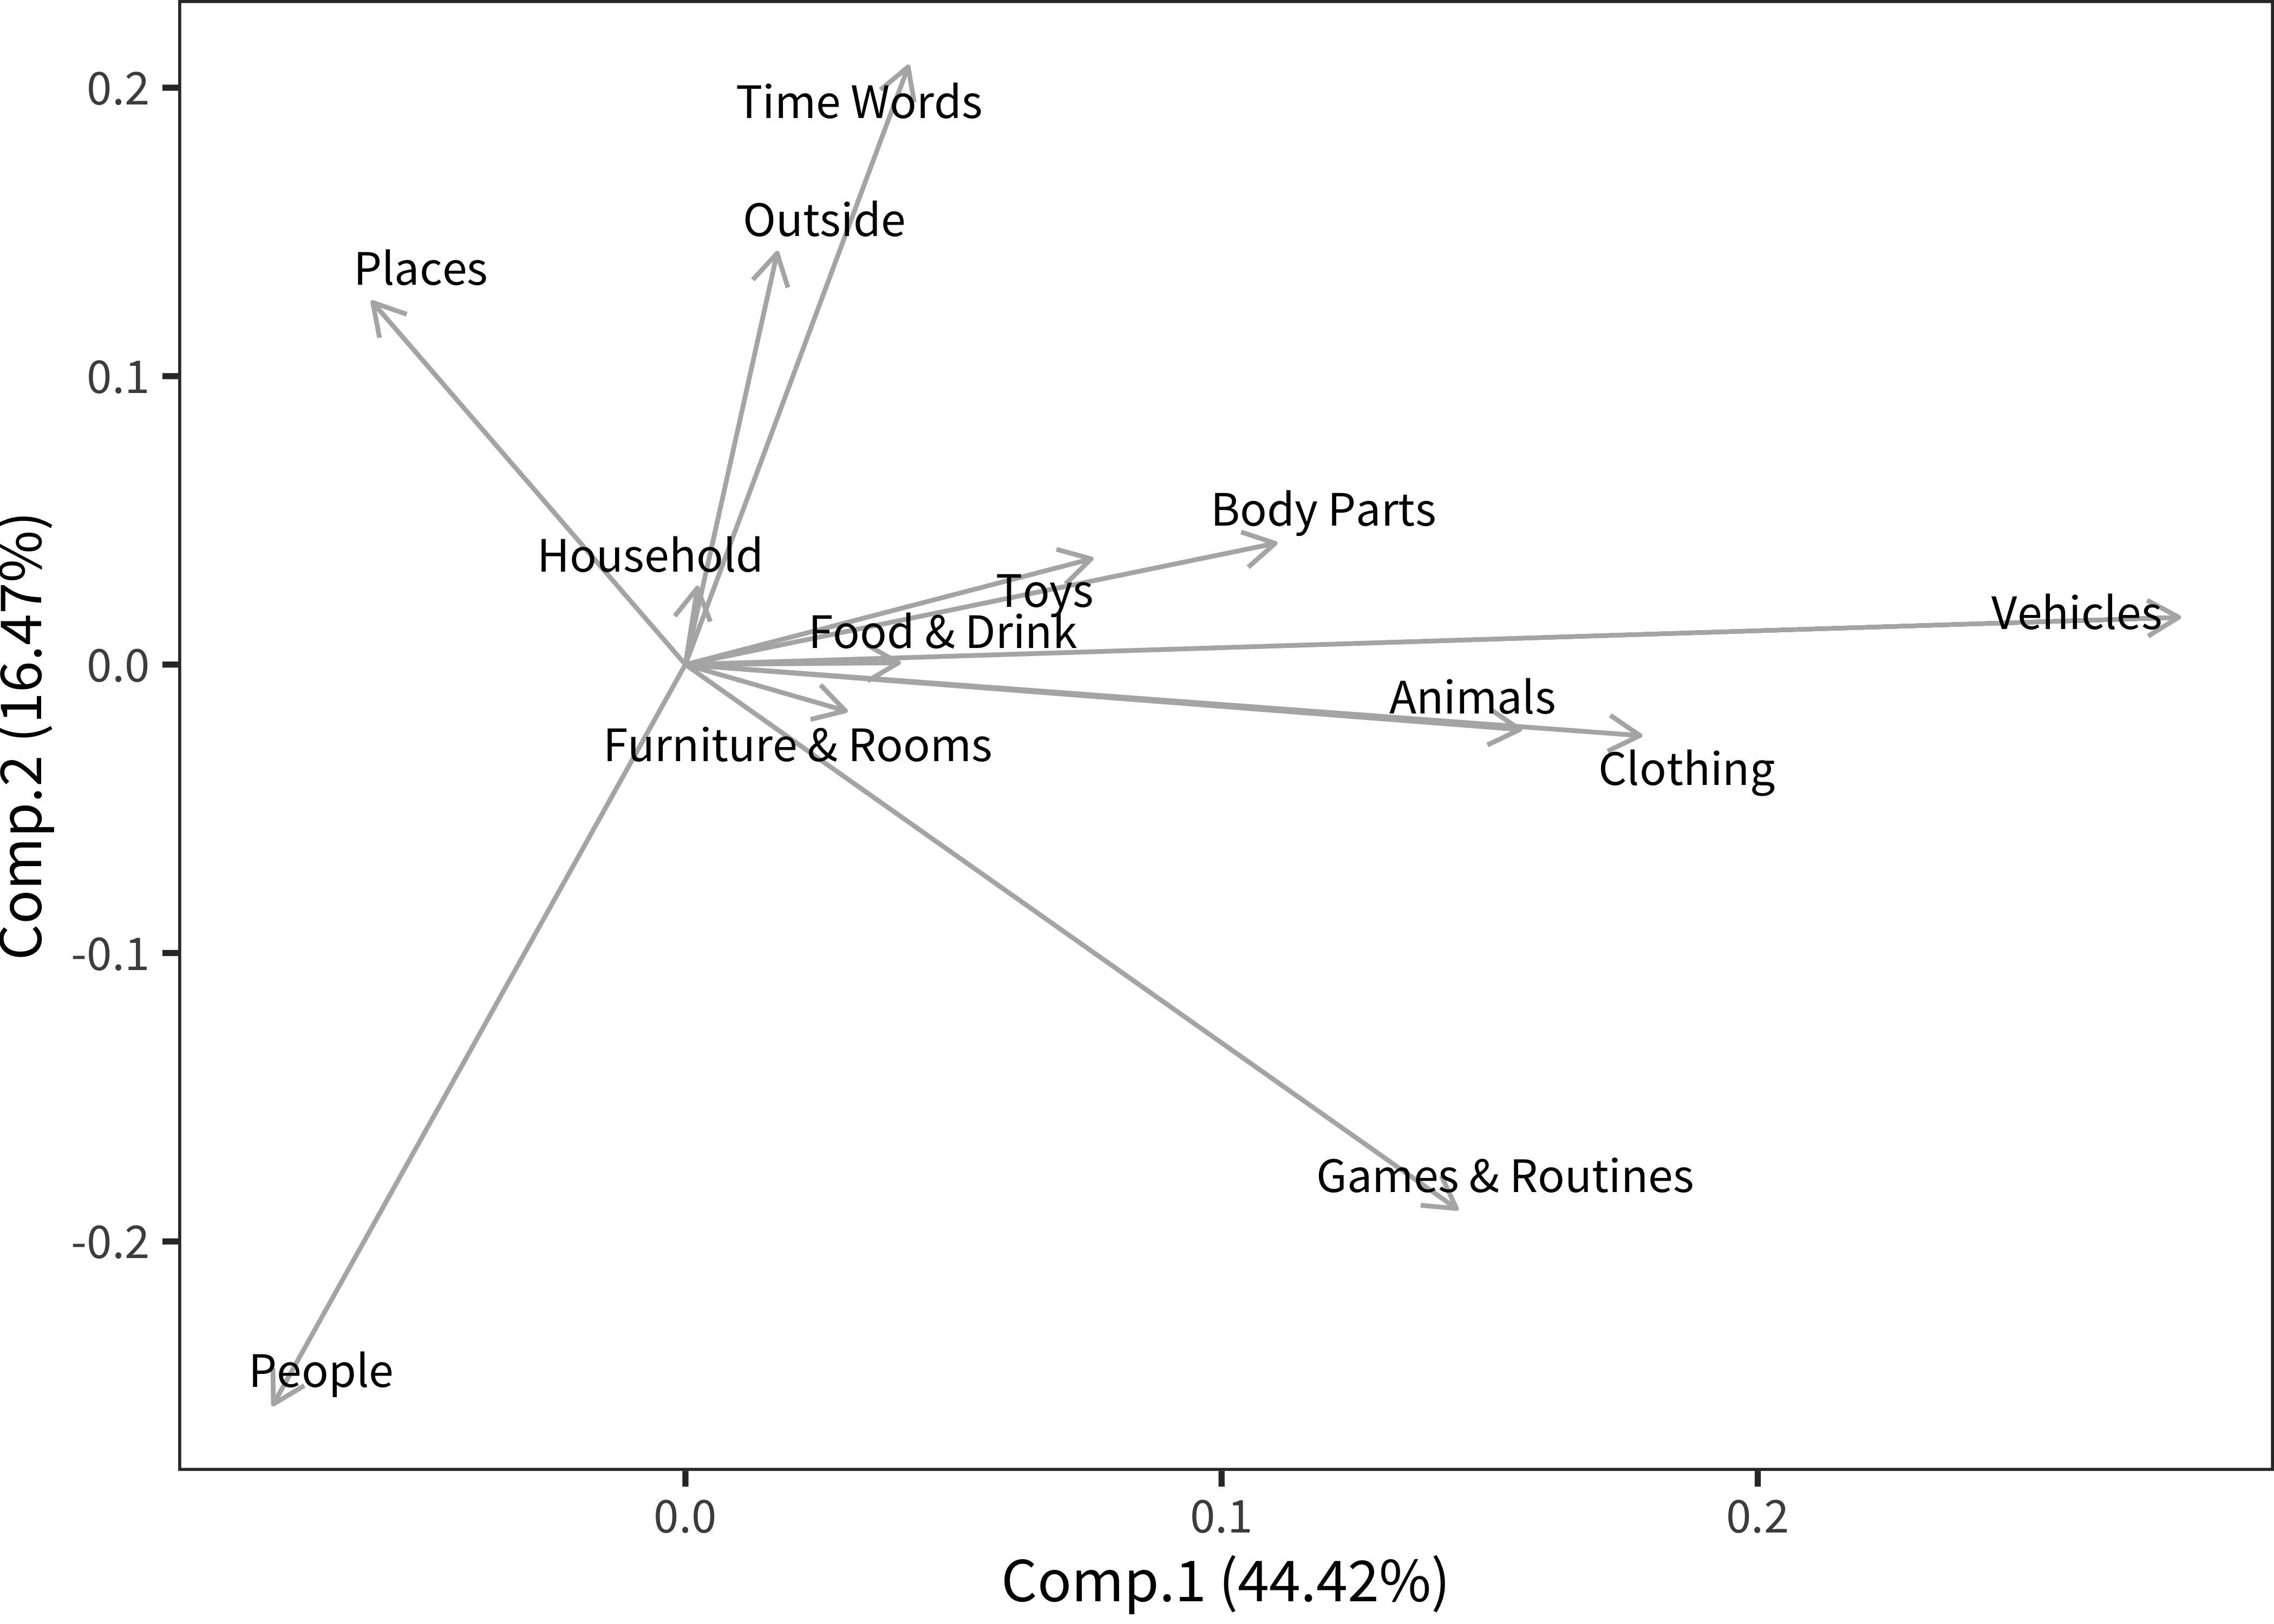 Time Words
Outside
Places
Body Parts
Household
Toys
Vehicles
Food & Drink
Animals
Furniture & Rooms
Clothing
Games & Routines
People
0.2
0.1
0.0
-0.1
-0.2
Comp.2 (16.47%)
0.0
0.1
0.2
Comp.1 (44.42%)